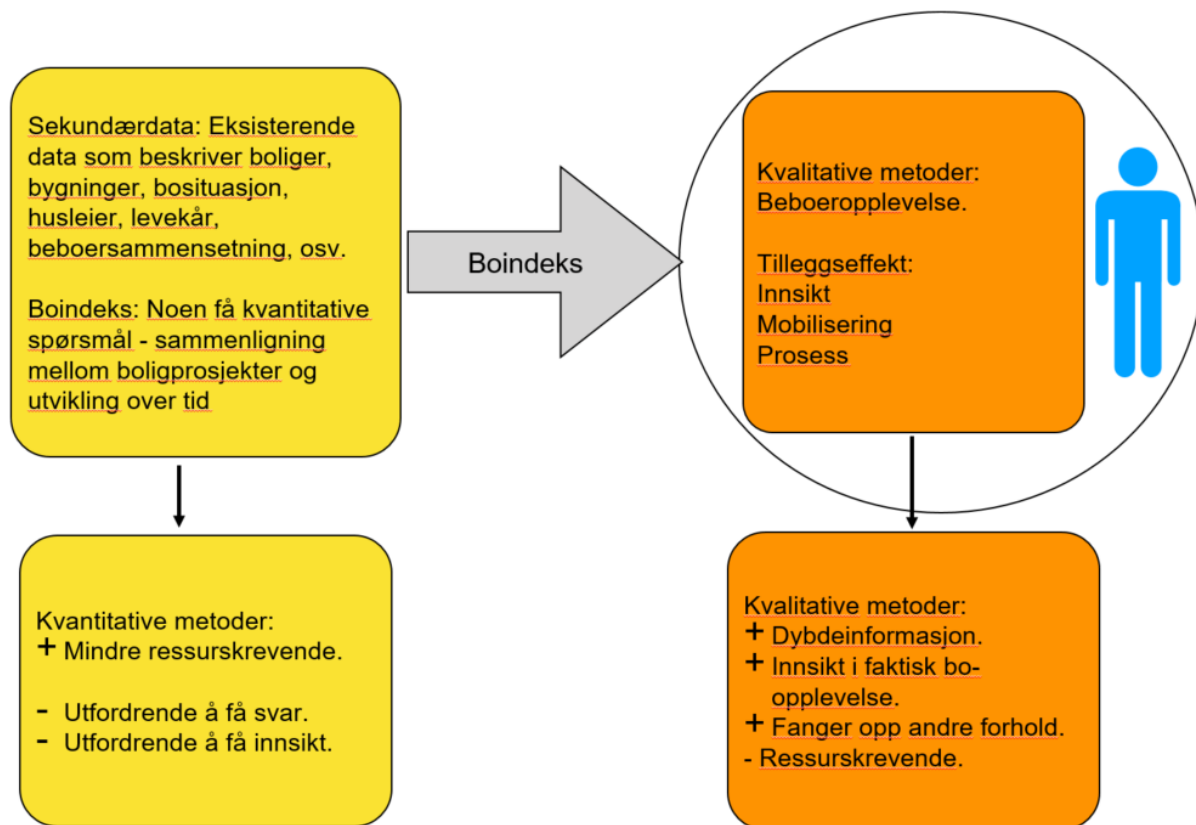 Sekundærdata: Eksisterende
data som beskriver boliger,
bygninger, bosituasjon,
husleier, levekår,
beboersammensetning, osv.
Boindeks: Noen få kvantitative
spørsmål - sammenligning
mellom boligprosjekter og
utvikling over tid
Boindeks
Kvalitative metoder:
Beboeropplevelse.
Tilleggseffekt:
Innsikt
Mobilisering
Prosess
Kvantitative metoder:
+ Mindre ressurskrevende.
- Utfordrende å få svar.
- Utfordrende å få innsikt.
Kvalitative metoder:
+ Dybdeinformasjon.
+ Innsikt i faktisk bo-
opplevelse.
+ Fanger opp andre forhold.
- Ressurskrevende.